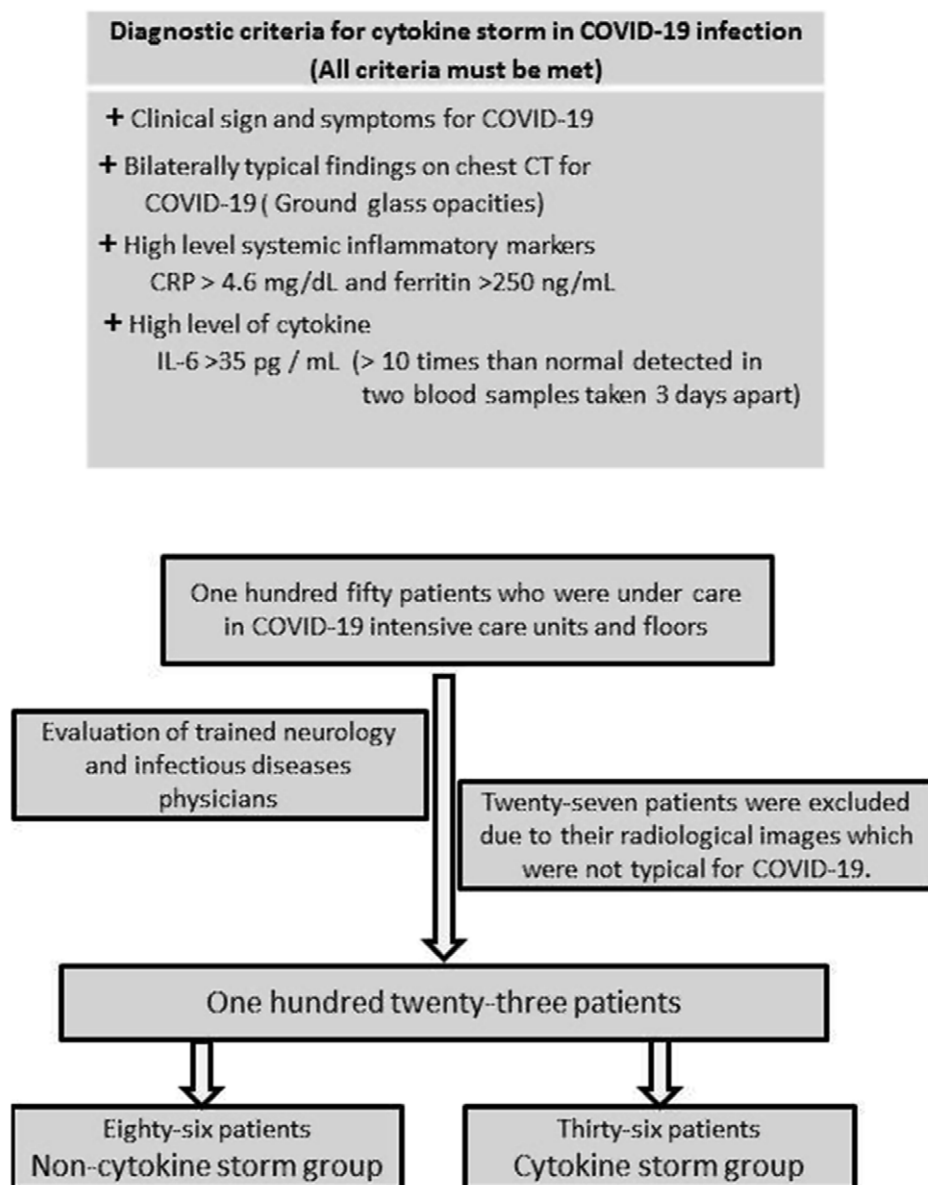 Diagnostic criteria for cytokine storm in COVID-19 infection
(All criteria must be met)
+ Clinical sign and symptoms for COVID-19
+ Bilaterally typical findings on chest CT for
COVID-19 ( Ground glass opacities)
+ High level systemic inflammatory markers
CRP > 4.6 mg/dL and ferritin >250 ng/mL
+ High level of cytokine
IL-6 >35 pg / mL (> 10 times than normal detected in
two blood samples taken 3 days apart)
One hundred fifty patients who were under care
in COVID-19 intensive care units and floors
Evaluation of trained neurology
and infectious diseases
physicians
Twenty-seven patients were excluded
due to their radiological images which
were not typical for COVID-19.
One hundred twenty-three patients
Eighty-six patients
Non-cytokine storm group
Thirty-six patients
Cytokine storm group